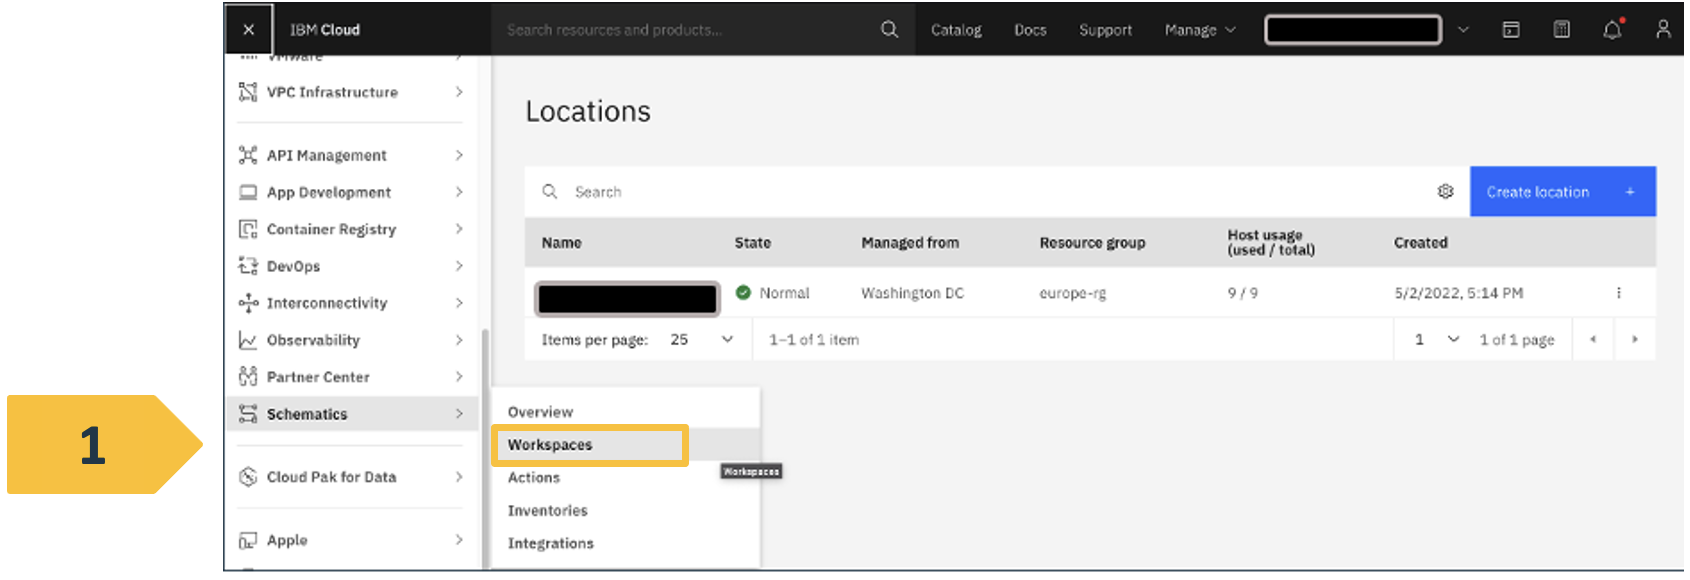 IBM Cloud
Search resources and products...
Catalog
Docs
Support
Manage
VMware
VPC Infrastructure
API Management
App Development
Container Registry
DevOps
Interconnectivity
Observability
Partner Center
Schematics
Cloud Pak for Data
Apple
1
Overview
Workspaces
Actions
Inventories
Integrations
Workspaces
Locations
Search
Create location +
Name State Managed from Resource group Host usage (used / total) Created
Normal Washington DC europe-rg 9 / 9 5/2/2022, 5:14 PM
Items per page: 25 1–1 of 1 item 1 1 of 1 page